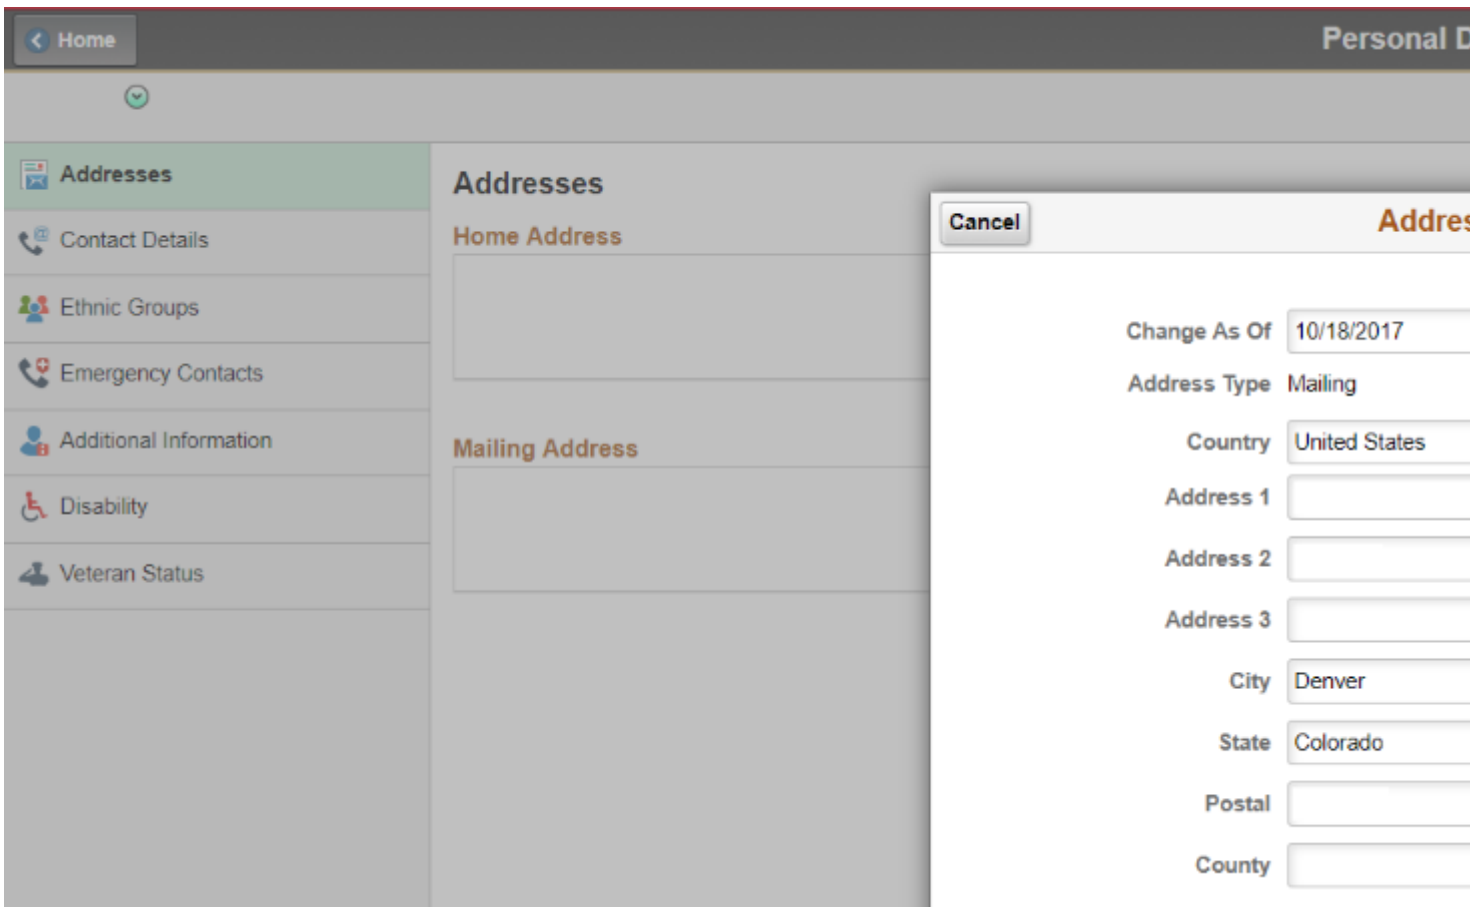 Home
Personal D
Addresses
Contact Details
Ethnic Groups
Emergency Contacts
Additional Information
Disability
Veteran Status
Addresses
Home Address
Mailing Address
Cancel
Addres
Change As Of 10/18/2017
Address Type Mailing
Country United States
Address 1
Address 2
Address 3
City Denver
State Colorado
Postal
County